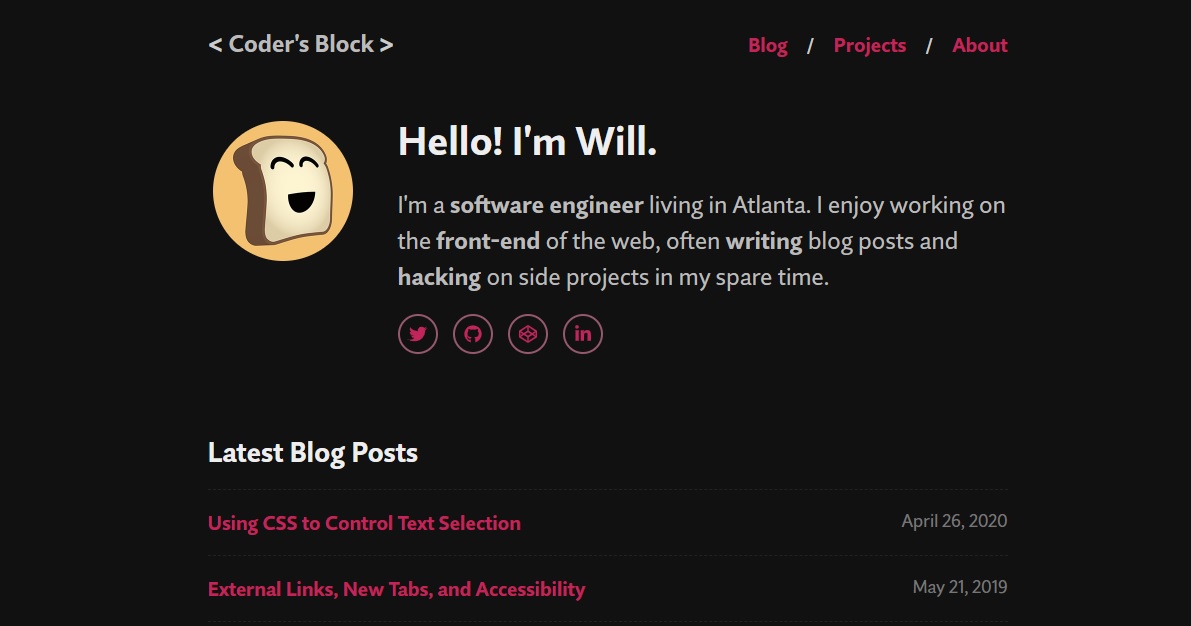 < Coder's Block >
Blog / Projects / About
Hello! I'm Will.
I'm a software engineer living in Atlanta. I enjoy working on
the front-end of the web, often writing blog posts and
hacking on side projects in my spare time.
in
Latest Blog Posts
Using CSS to Control Text Selection April 26, 2020
External Links, New Tabs, and Accessibility May 21, 2019